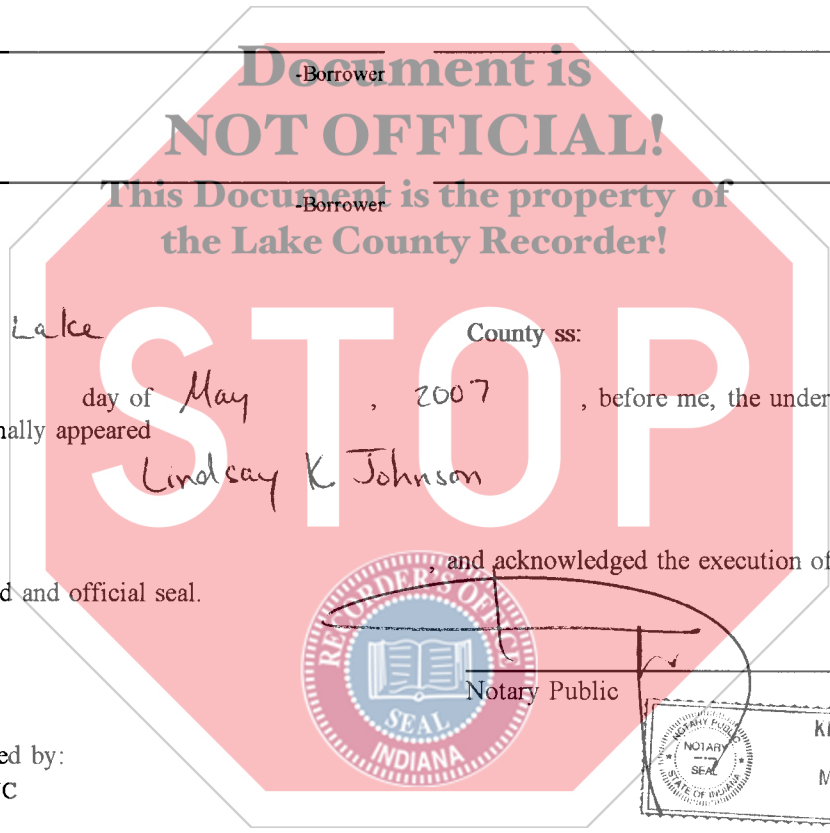 Document is
-Borrower
NOT OFFICIAL!
This Document is the property of
-Borrower
the Lake County Recorder!
STOP
Lake County ss:
day of May , 2007 , before me, the under
nally appeared
Lindsay K Johnson
, and acknowledged the execution of
d and official seal.
RECORDER'S OFFICE
SEAL
INDIANA
Notary Public
NOTARY PUBLIC
NOTARY
SEAL
STATE OF INDIANA
KI
M
ed by:
C